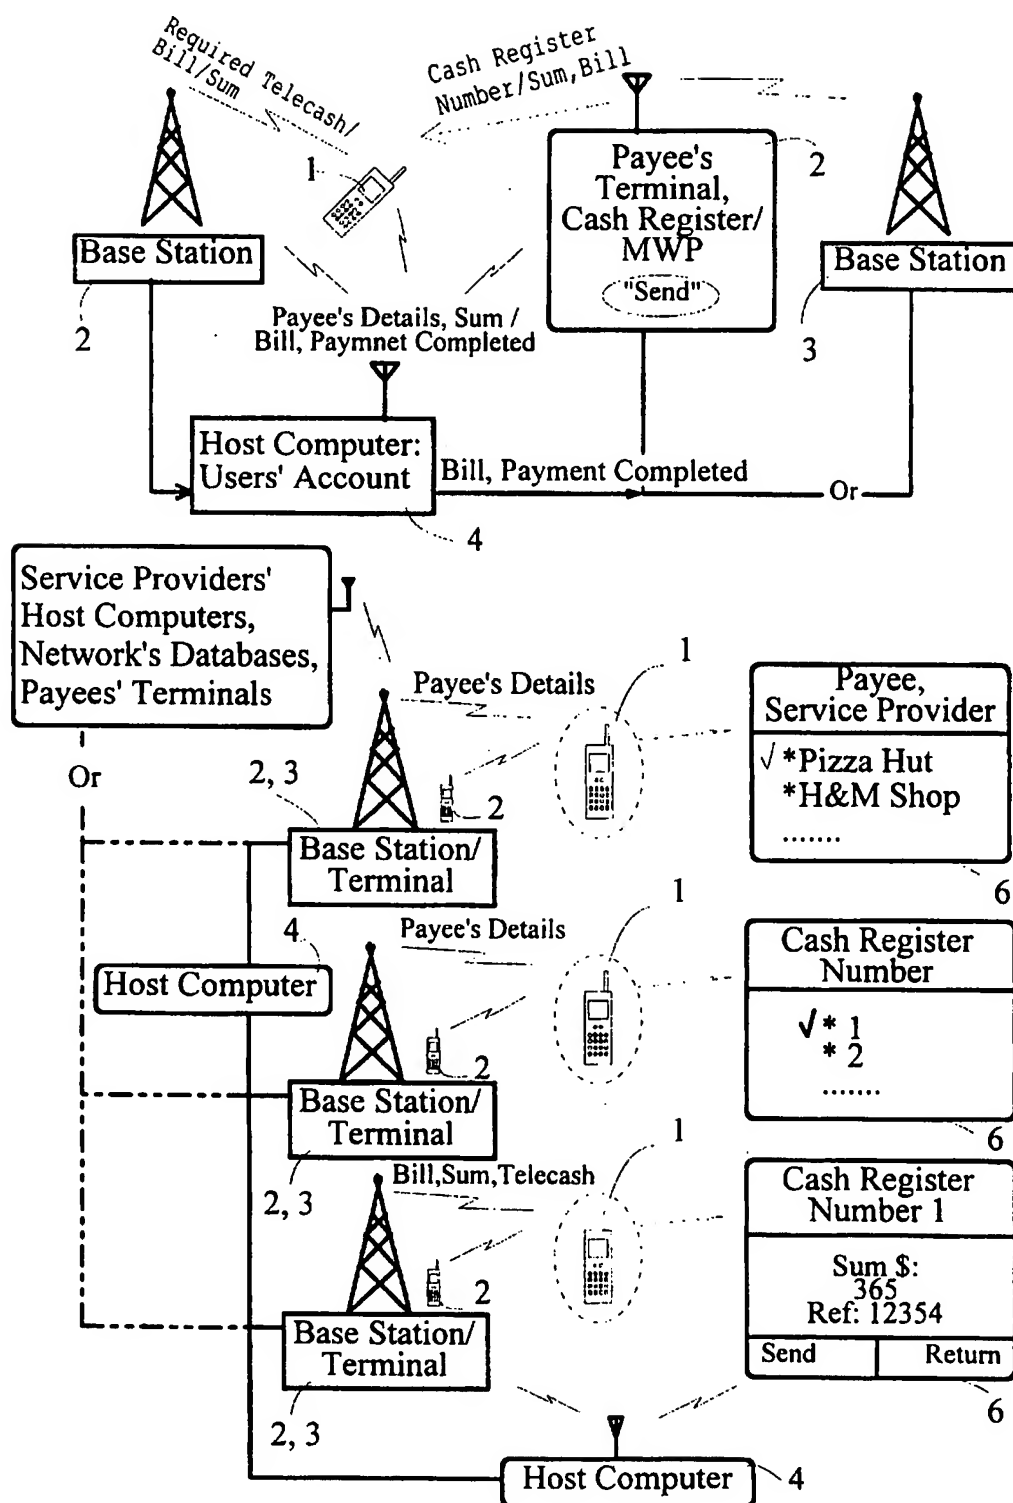 Required Telecash/
Bill/Sum
Cash Register
Number/Sum,Bill
1
Payee's
Terminal,
Cash Register/
MWP
"Send"
2
Base Station
2
Base Station
3
Payee's Details, Sum /
Bill, Paymnet Completed
Host Computer:
Users' Account
Bill, Payment Completed
Or
4
Service Providers'
Host Computers,
Network's Databases,
Payees' Terminals
Or
Payee's Details
1
2, 3
2
Base Station/
Terminal
Payee,
Service Provider
√ *Pizza Hut
*H&M Shop
.......
6
4
Host Computer
Payee's Details
1
2
Base Station/
Terminal
2, 3
Cash Register
Number
√ * 1
* 2
.......
6
Bill,Sum,Telecash
1
2
Base Station/
Terminal
2, 3
Cash Register
Number 1
Sum $:
365
Ref: 12354
Send Return
6
Host Computer
4